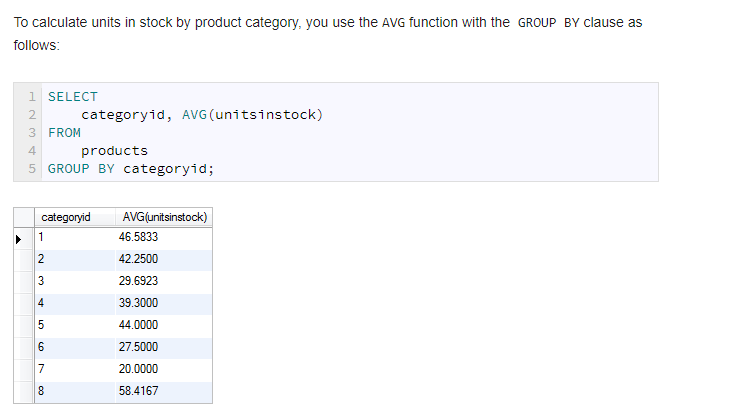 To calculate units in stock by product category, you use the AVG function with the GROUP BY clause as
follows:
1 SELECT
2 categoryid, AVG(unitsinstock)
3 FROM
4 products
5 GROUP BY categoryid;
categoryid AVG(unitsinstock)
1 46.5833
2 42.2500
3 29.6923
4 39.3000
5 44.0000
6 27.5000
7 20.0000
8 58.4167